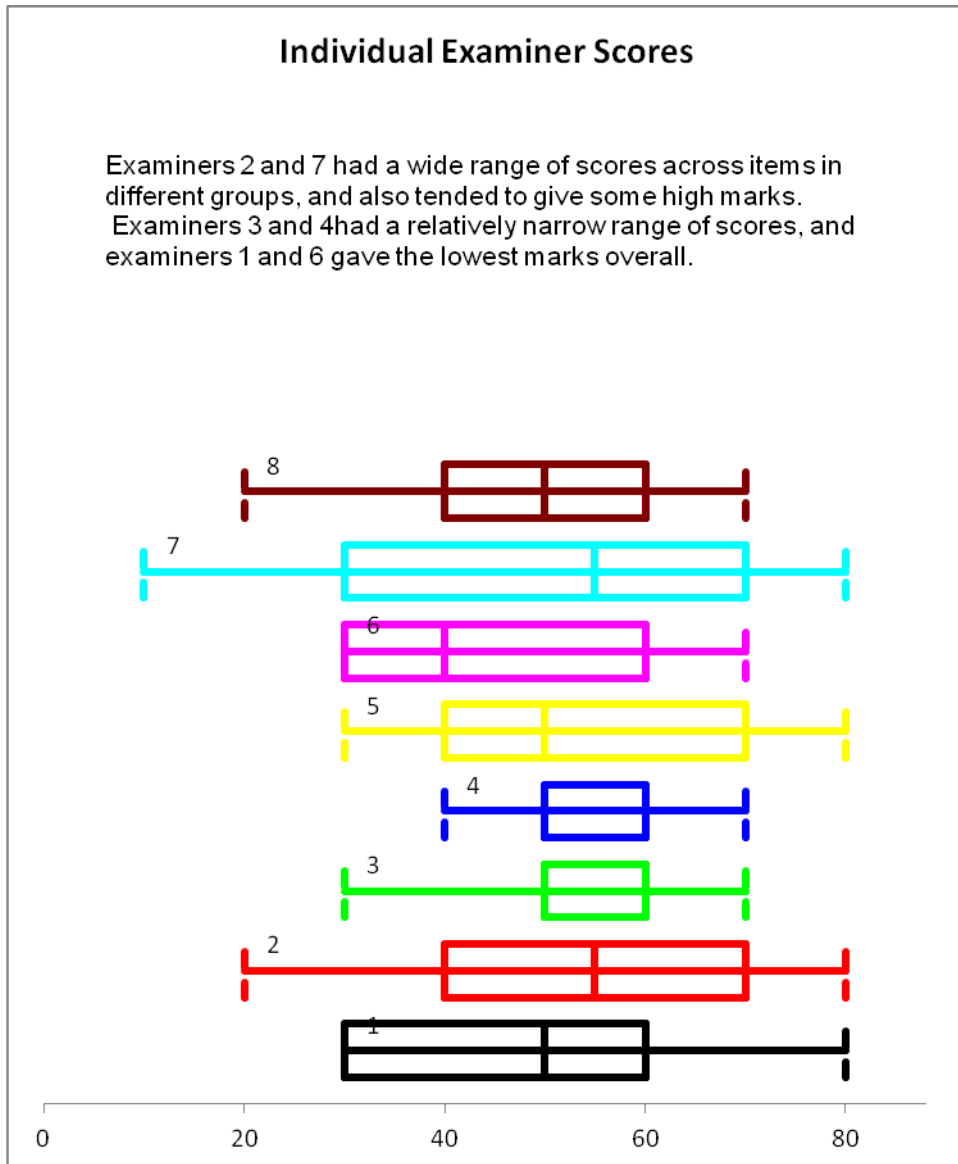 Individual Examiner Scores
Examiners 2 and 7 had a wide range of scores across items in
different groups, and also tended to give some high marks.
Examiners 3 and 4had a relatively narrow range of scores, and
examiners 1 and 6 gave the lowest marks overall.
8
7
6
5
4
3
2
1
0 20 40 60 80